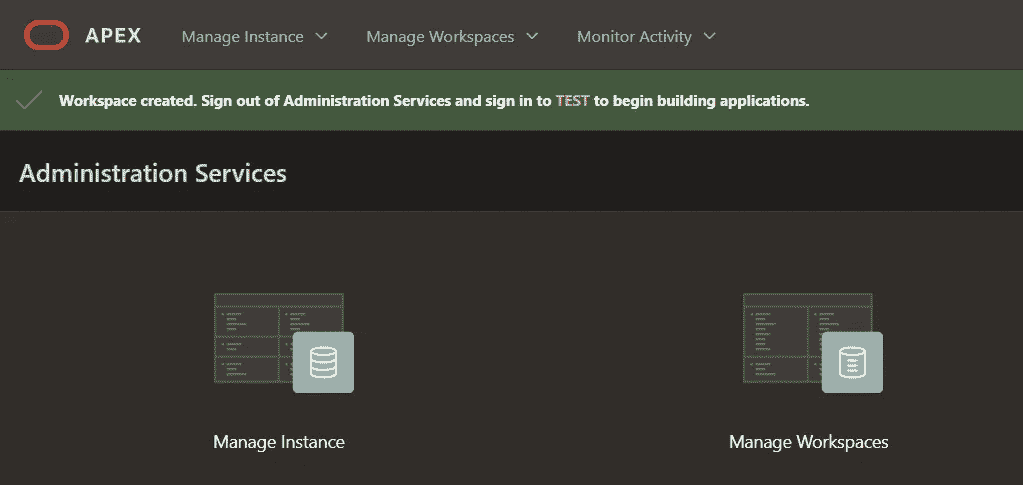 APEX Manage Instance Manage Workspaces Monitor Activity
Workspace created. Sign out of Administration Services and sign in to TEST to begin building applications.
Administration Services
Manage Instance Manage Workspaces